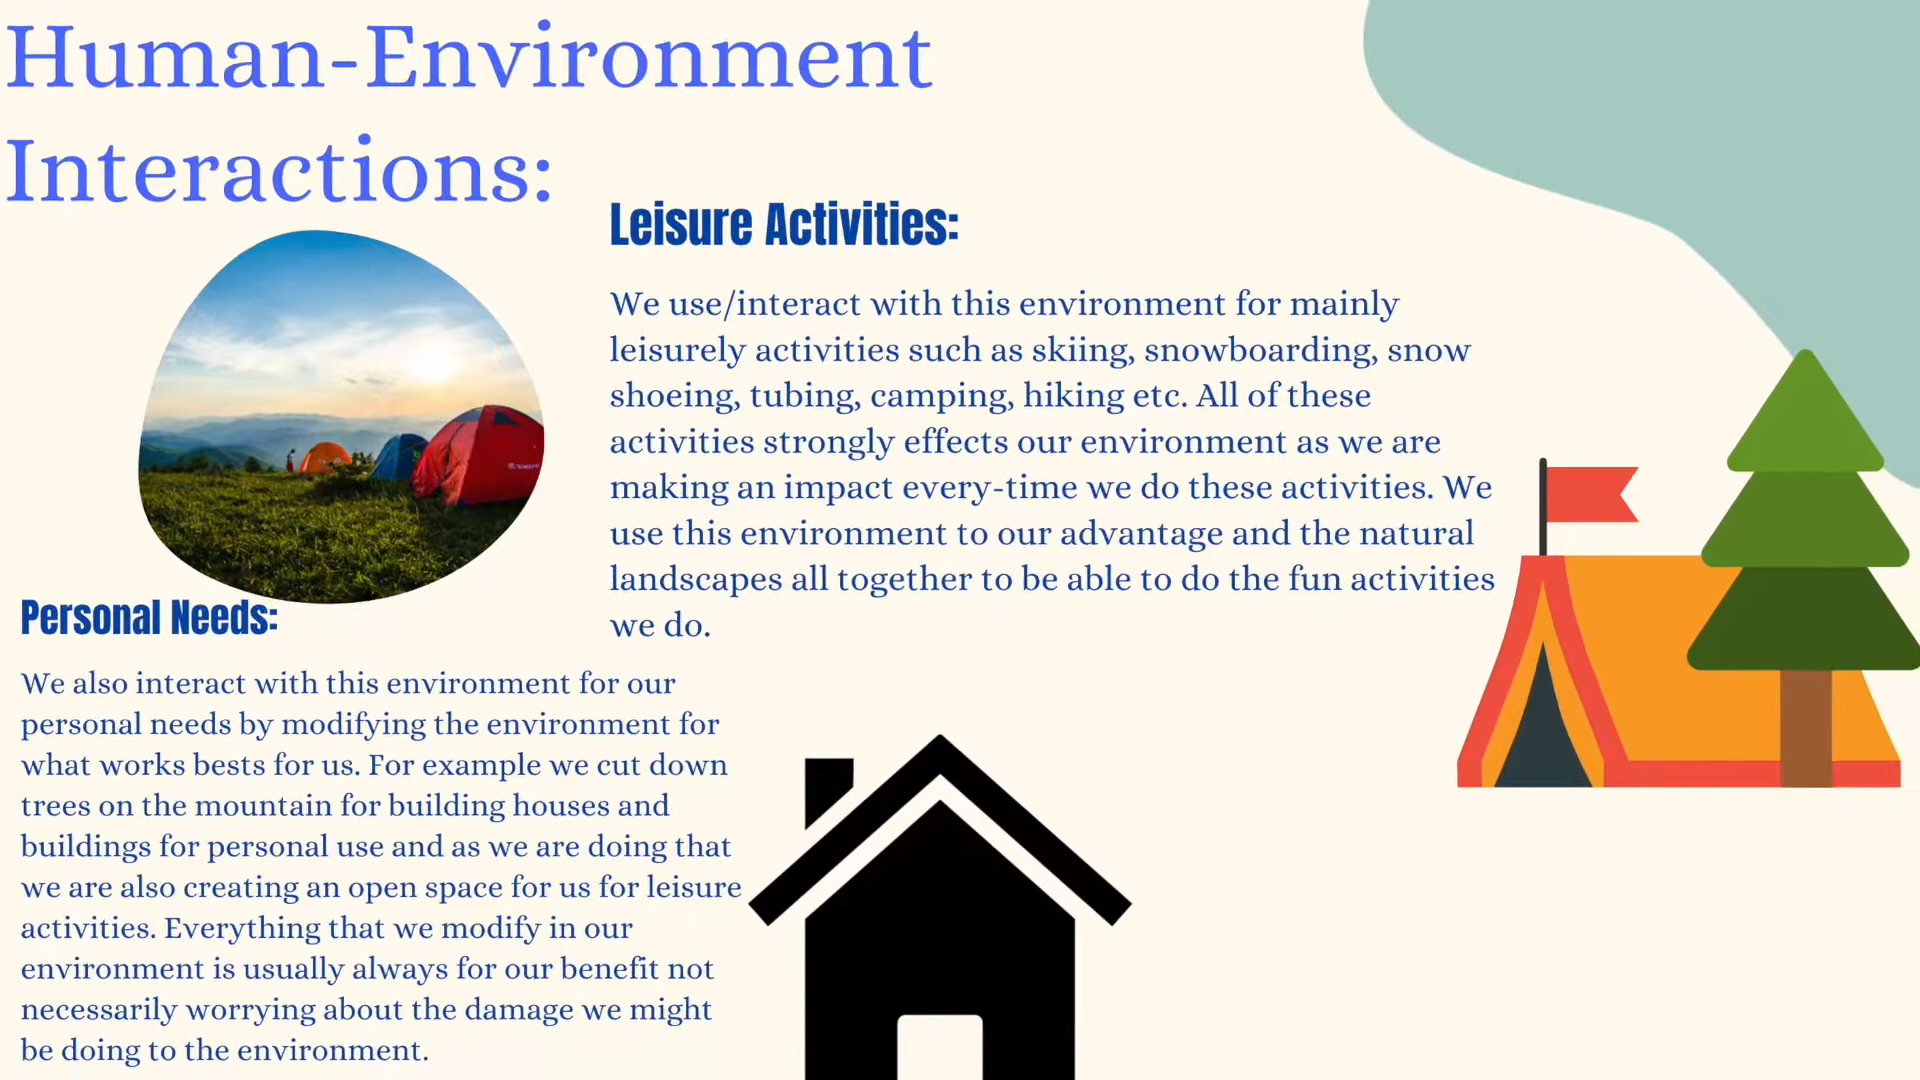 Human-Environment
Interactions:
Leisure Activities:
We use/interact with this environment for mainly
leisurely activities such as skiing, snowboarding, snow
shoeing, tubing, camping, hiking etc. All of these
activities strongly effects our environment as we are
making an impact every-time we do these activities. We
use this environment to our advantage and the natural
landscapes all together to be able to do the fun activities
we do.
Personal Needs:
We also interact with this environment for our
personal needs by modifying the environment for
what works bests for us. For example we cut down
trees on the mountain for building houses and
buildings for personal use and as we are doing that
we are also creating an open space for us for leisure
activities. Everything that we modify in our
environment is usually always for our benefit not
necessarily worrying about the damage we might
be doing to the environment.